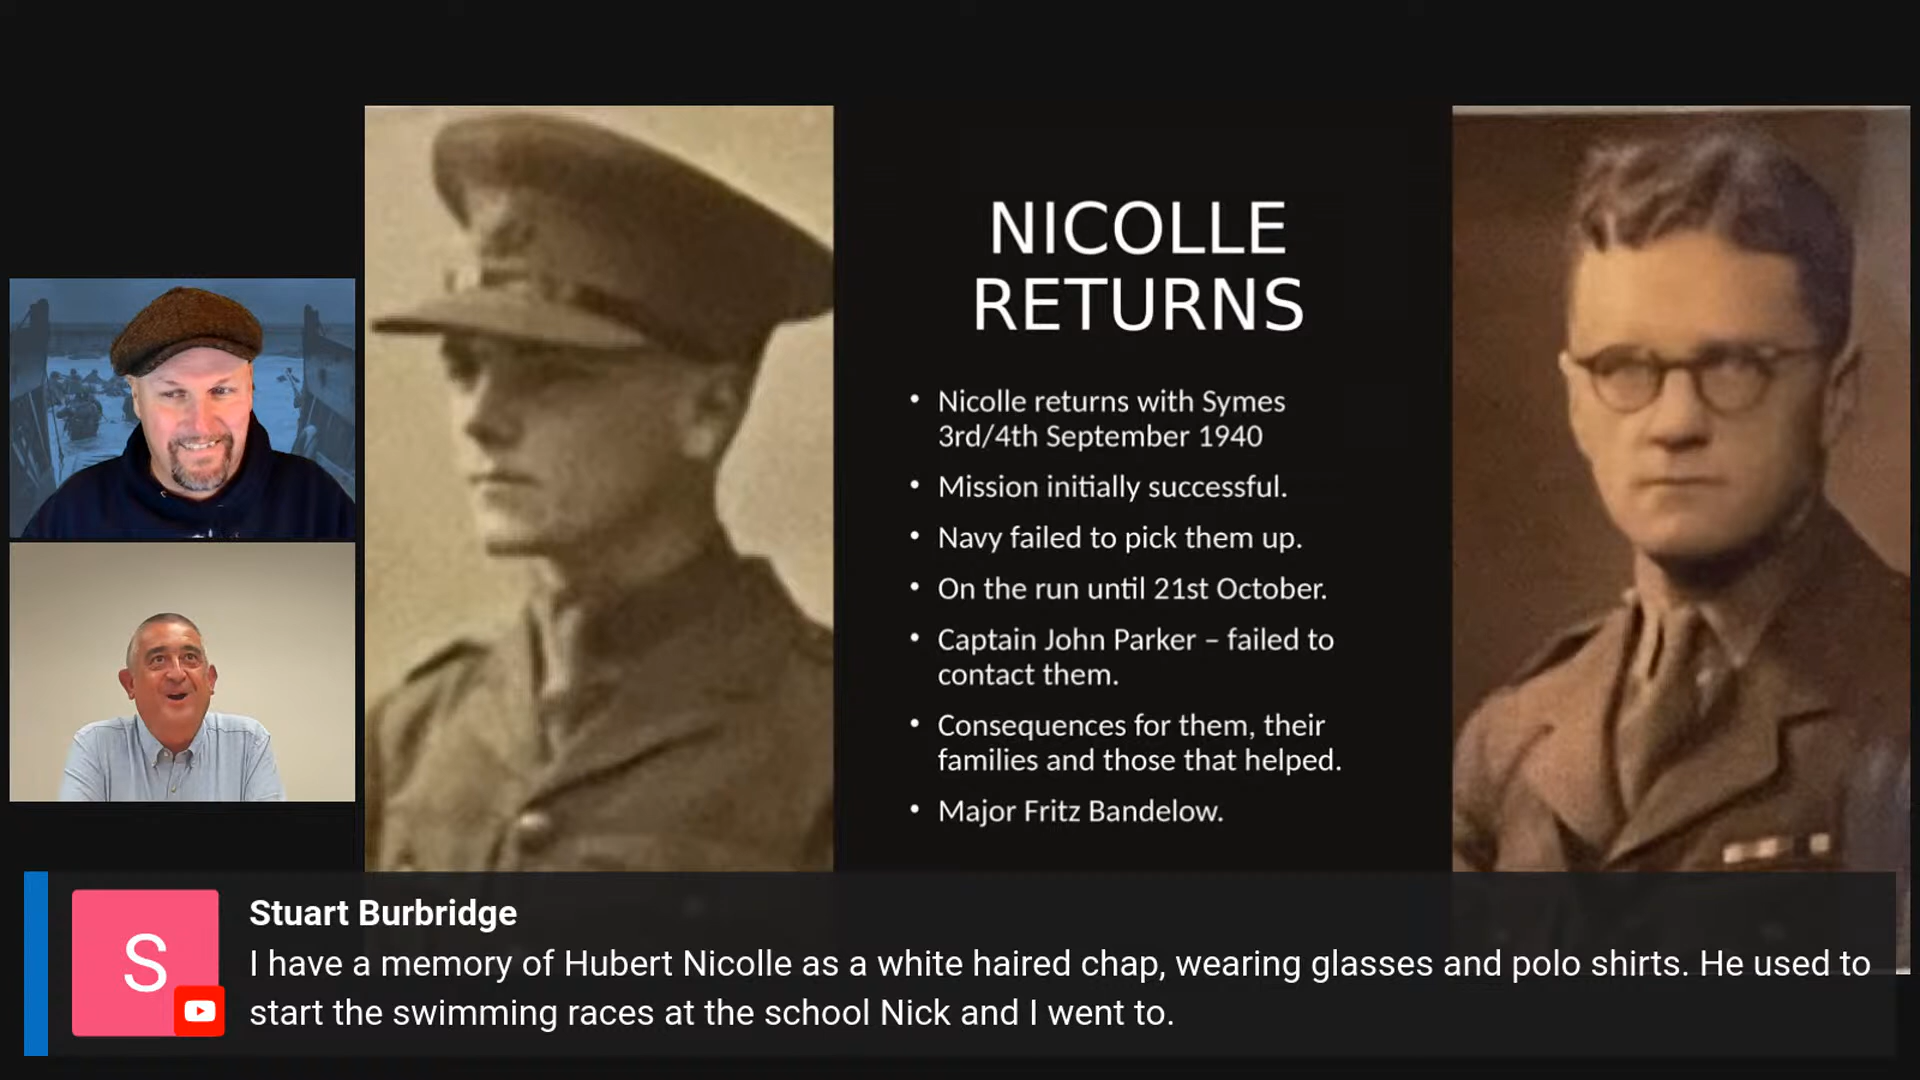 NICOLLE
RETURNS
• Nicolle returns with Symes
3rd/4th September 1940
• Mission initially successful.
• Navy failed to pick them up.
• On the run until 21st October.
• Captain John Parker – failed to
contact them.
• Consequences for them, their
families and those that helped.
• Major Fritz Bandelow.
S
Stuart Burbridge
I have a memory of Hubert Nicolle as a white haired chap, wearing glasses and polo shirts. He used to
start the swimming races at the school Nick and I went to.